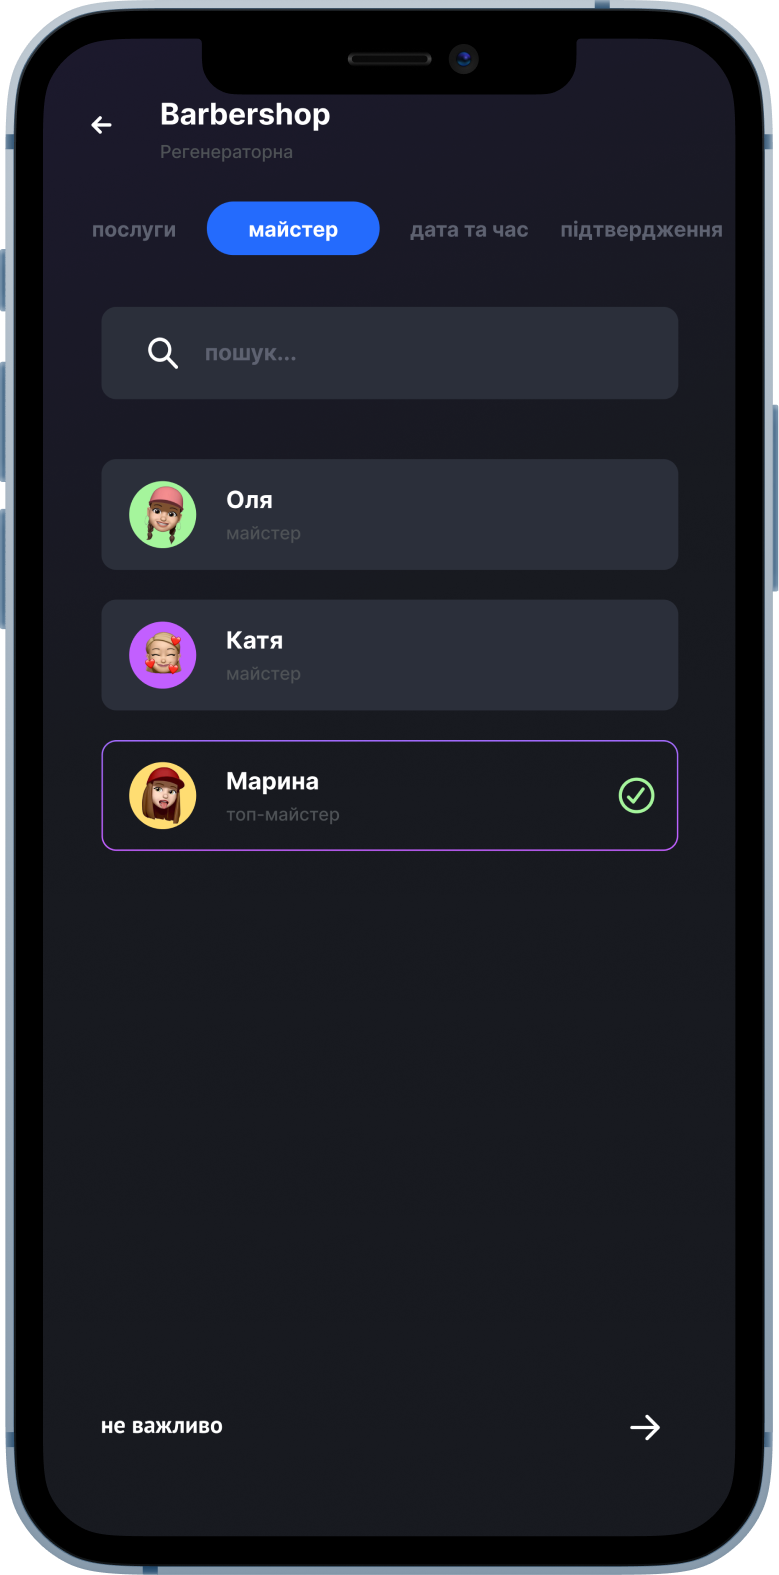 Barbershop
Регенераторна
послуги майстер дата та час підтвердження
пошук...
Оля
майстер
Катя
майстер
Марина
топ-майстер
не важливо